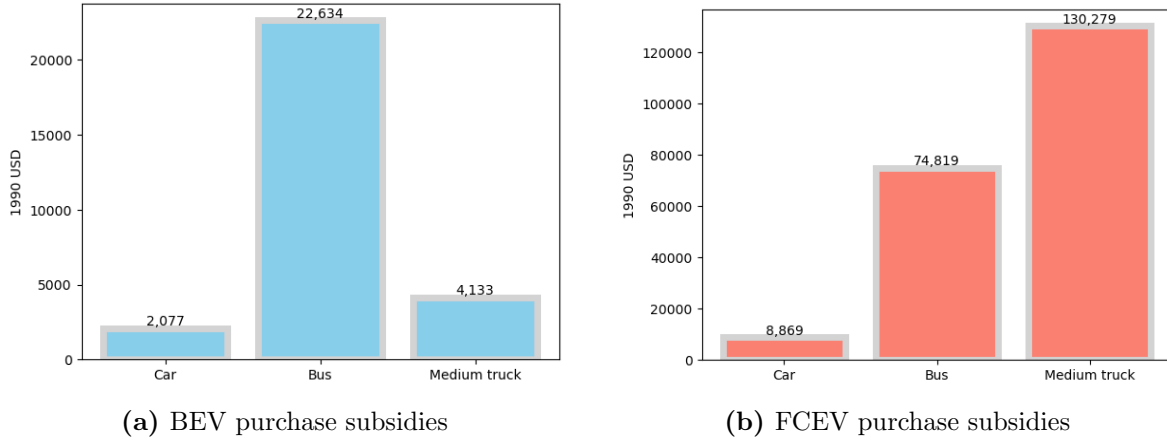 22,634
20000
15000
1990 USD
10000
5000
4,133
2,077
0
Car
Bus
Medium truck
(a) BEV purchase subsidies
130,279
120000
100000
80000
74,819
1990 USD
60000
40000
20000
8,869
0
Car
Bus
Medium truck
(b) FCEV purchase subsidies